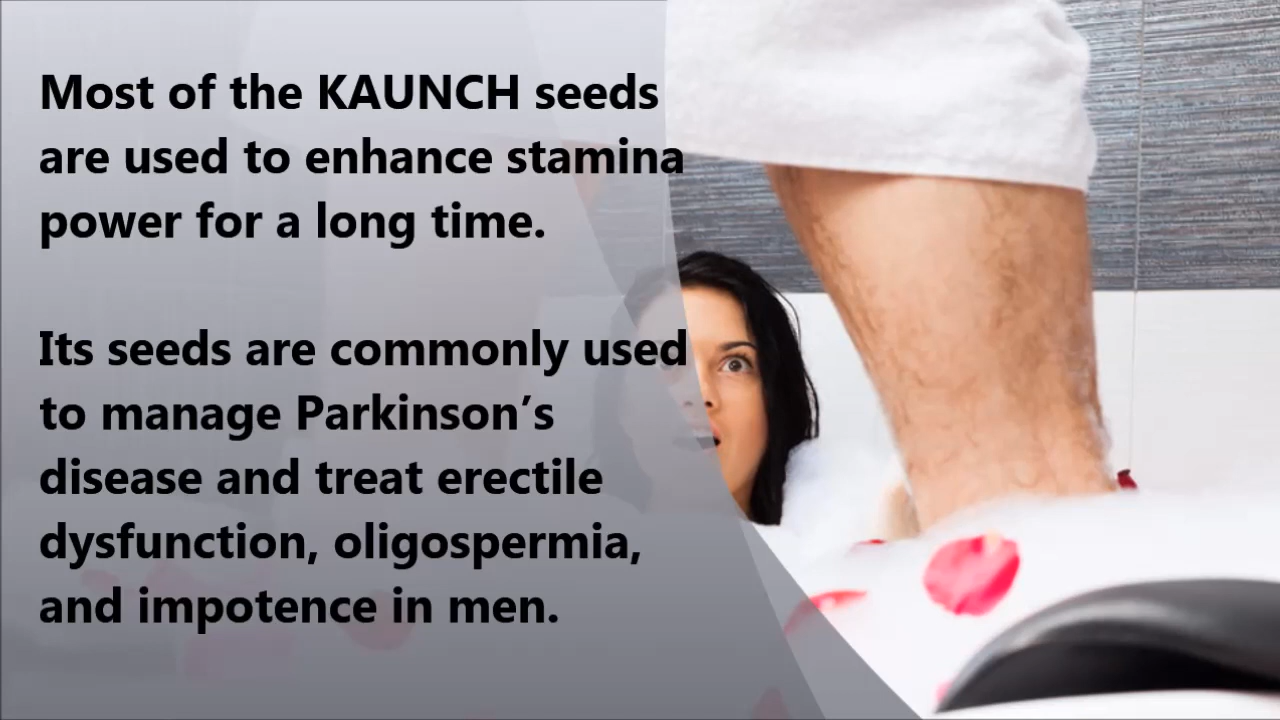 Most of the KAUNCH seeds
are used to enhance stamina
power for a long time.
Its seeds are commonly used
to manage Parkinson’s
disease and treat erectile
dysfunction, oligospermia,
and impotence in men.